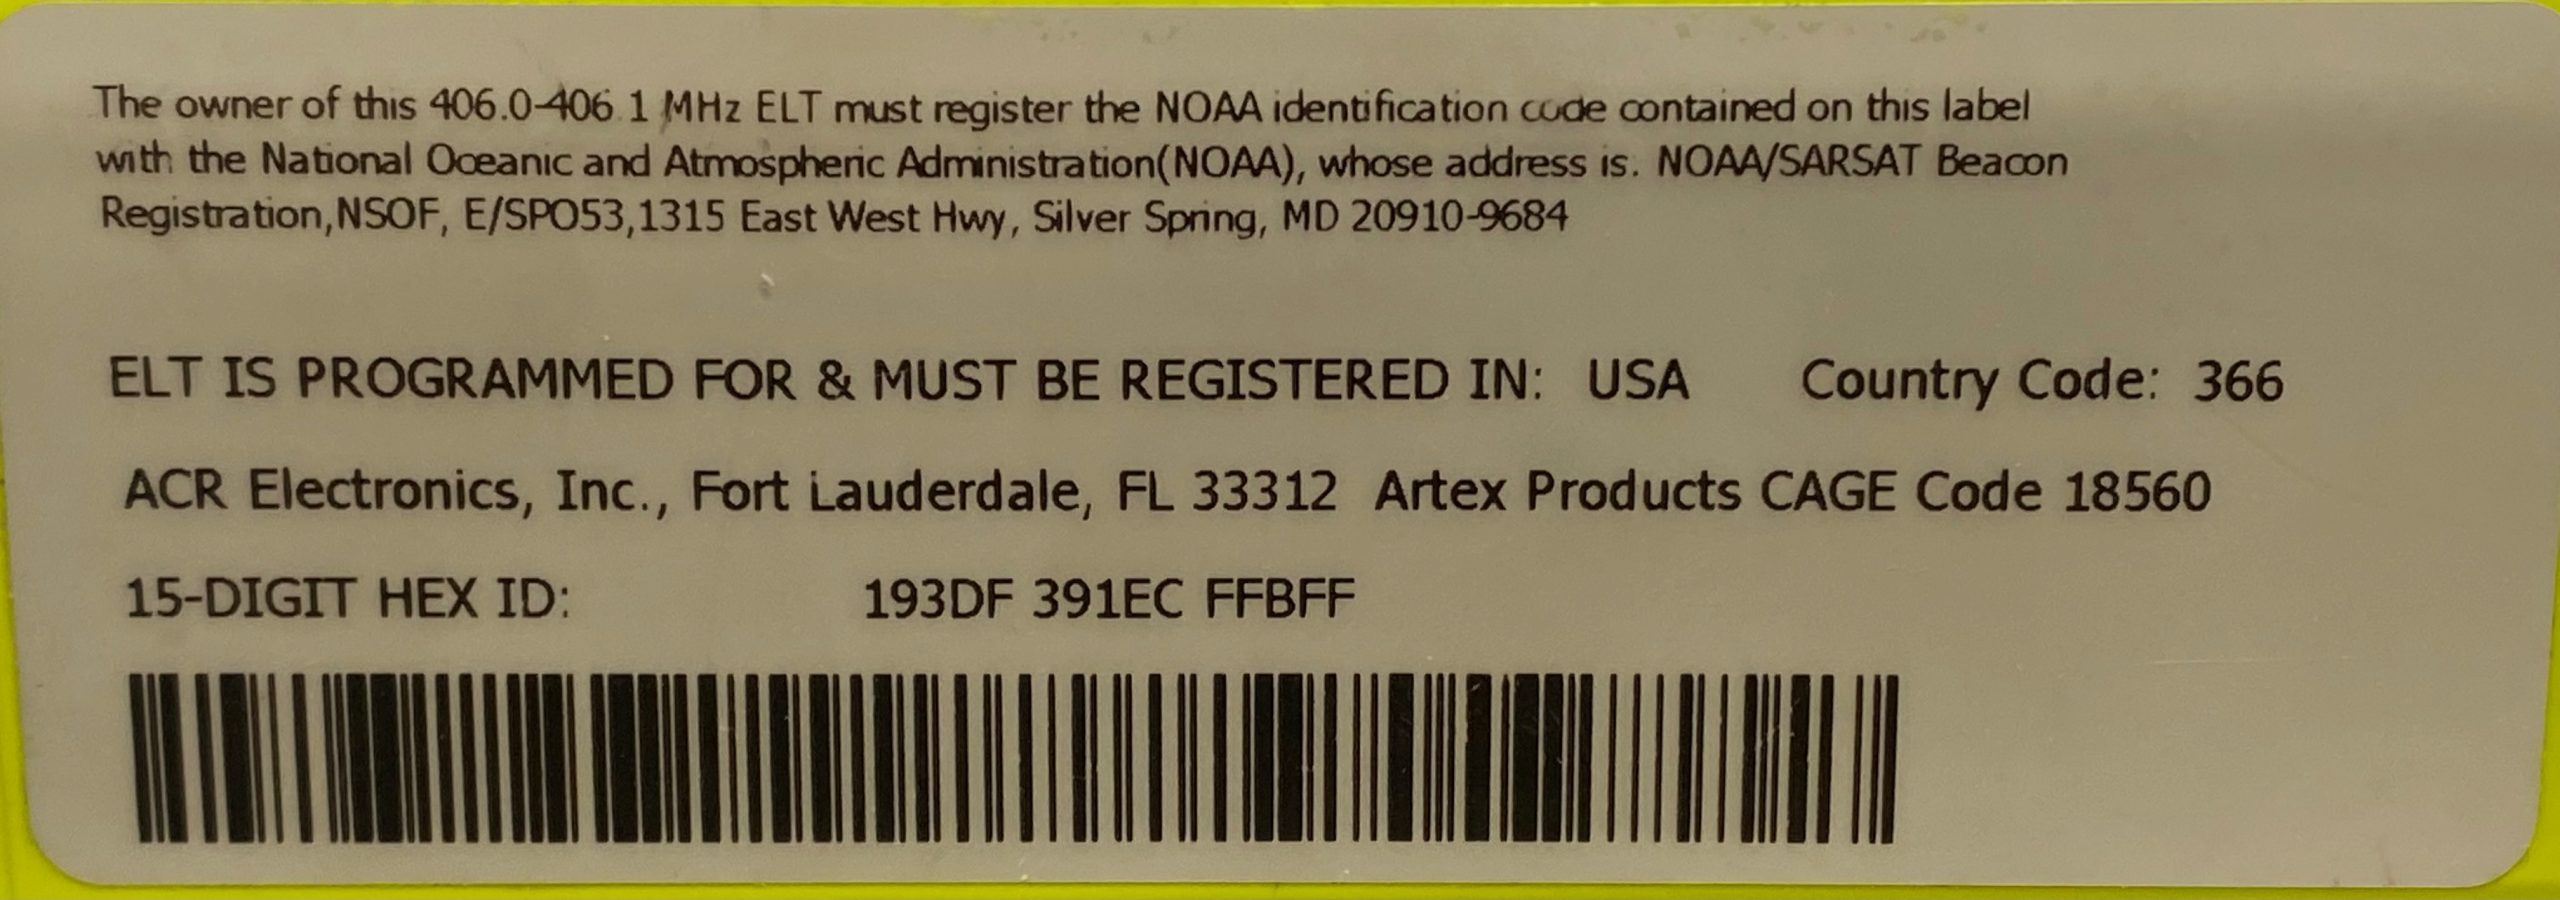 The owner of this 406.0-406.1 MHz ELT must register the NOAA identification code contained on this label
with the National Oceanic and Atmospheric Administration(NOAA), whose address is. NOAA/SARSAT Beacon
Registration,NSOF, E/SPO53,1315 East West Hwy, Silver Spring, MD 20910-9684
ELT IS PROGRAMMED FOR & MUST BE REGISTERED IN: USA Country Code: 366
ACR Electronics, Inc., Fort Lauderdale, FL 33312 Artex Products CAGE Code 18560
15-DIGIT HEX ID: 193DF 391EC FFBFF